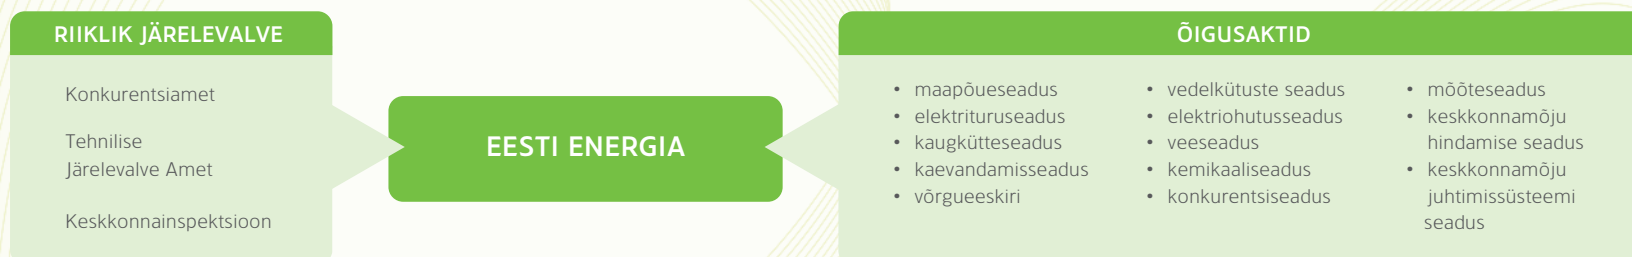 RIIKLIK JÄRELEVALVE
Konkurentsiamet
Tehnilise
Järelevalve Amet
Keskkonnainspektsioon
EESTI ENERGIA
ÕIGUSAKTID
• maapõueseadus
• elektrituruseadus
• kaugkütteseadus
• kaevandamisseadus
• võrgueeskiri
• vedelkütuste seadus
• elektriohutusseadus
• veeseadus
• kemikaaliseadus
• konkurentsiseadus
• mõõteseadus
• keskkonnamõju
hindamise seadus
• keskkonnamõju
juhtimissüsteemi
seadus